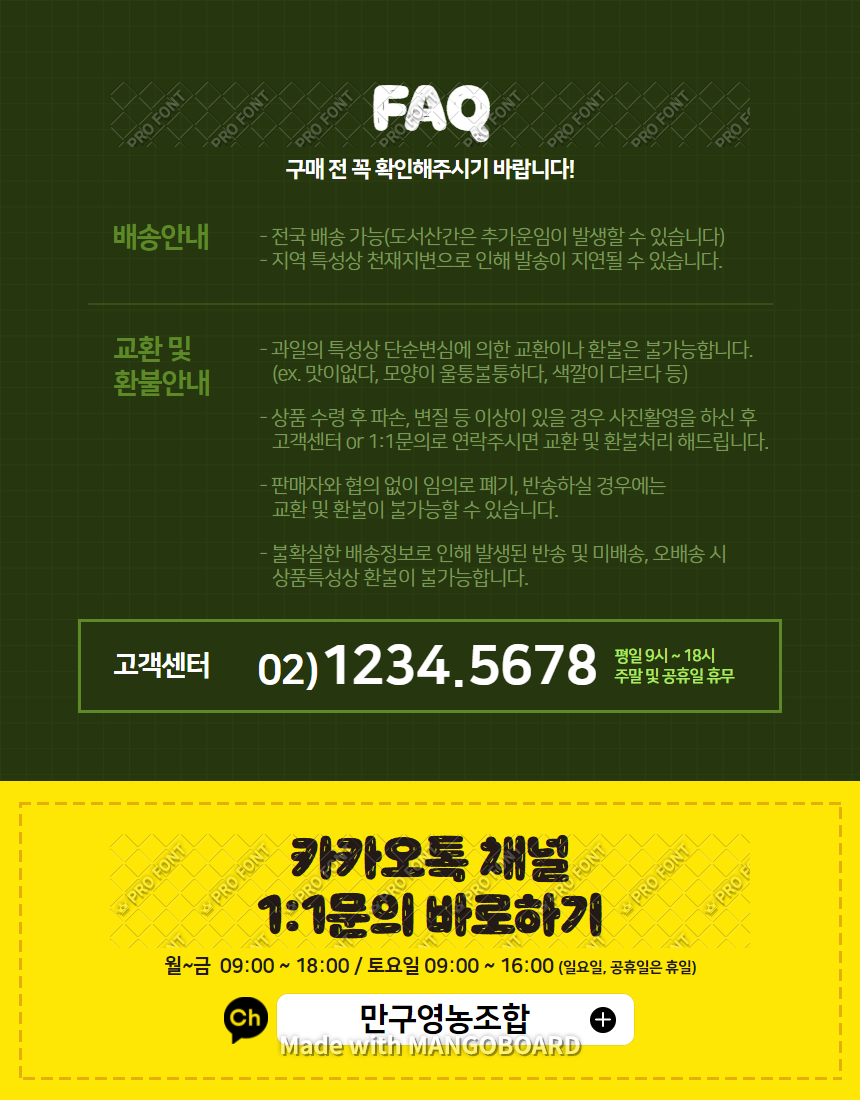 FAQ
구매 전 꼭 확인해주시기 바랍니다!
배송안내
- 전국 배송 가능(도서산간은 추가운임이 발생할 수 있습니다)
- 지역 특성상 천재지변으로 인해 발송이 지연될 수 있습니다.
교환 및
환불안내
- 과일의 특성상 단순변심에 의한 교환이나 환불은 불가능합니다.
(ex. 맛이없다, 모양이 울퉁불퉁하다, 색깔이 다르다 등)
- 상품 수령 후 파손, 변질 등 이상이 있을 경우 사진촬영을 하신 후
고객센터 or 1:1문의로 연락주시면 교환 및 환불처리 해드립니다.
- 판매자와 협의 없이 임의로 폐기, 반송하실 경우에는
교환 및 환불이 불가능할 수 있습니다.
- 불확실한 배송정보로 인해 발생된 반송 및 미배송, 오배송 시
상품특성상 환불이 불가능합니다.
고객센터 02)1234.5678
평일 9시 ~ 18시
주말 및 공휴일 휴무
카카오톡 채널
1:1문의 바로하기
월~금 09:00 ~ 18:00 / 토요일 09:00 ~ 16:00 (일요일, 공휴일은 휴일)
Ch 만구영농조합
Made with MANGOBOARD
PRO FONT PRO FONT PRO FONT PRO FONT PRO FONT PRO FONT PRO FONT PRO FONT
PRO FONT PRO FONT PRO FONT PRO FONT PRO FONT PRO FONT PRO FONT PRO FONT